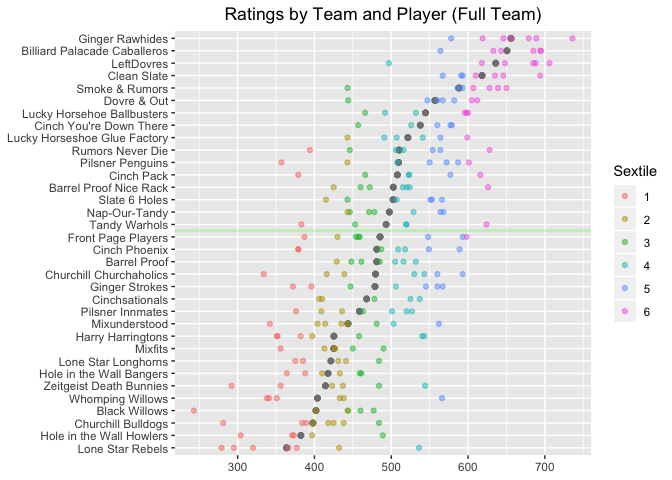 Ratings by Team and Player (Full Team)
Ginger Rawhides
Billiard Palacade Caballeros
LeftDovres
Clean Slate
Smoke & Rumors
Dovre & Out
Lucky Horsehoe Ballbusters
Cinch You're Down There
Lucky Horseshoe Glue Factory
Rumors Never Die
Pilsner Penguins
Cinch Pack
Barrel Proof Nice Rack
Slate 6 Holes
Nap-Our-Tandy
Tandy Warhols
Front Page Players
Cinch Phoenix
Barrel Proof
Churchill Churchaholics
Ginger Strokes
Cinchsationals
Pilsner Innmates
Mixunderstood
Harry Harringtons
Mixfits
Lone Star Longhorns
Hole in the Wall Bangers
Zeitgeist Death Bunnies
Whomping Willows
Black Willows
Churchill Bulldogs
Hole in the Wall Howlers
Lone Star Rebels
300 400 500 600 700
Sextile
1
2
3
4
5
6